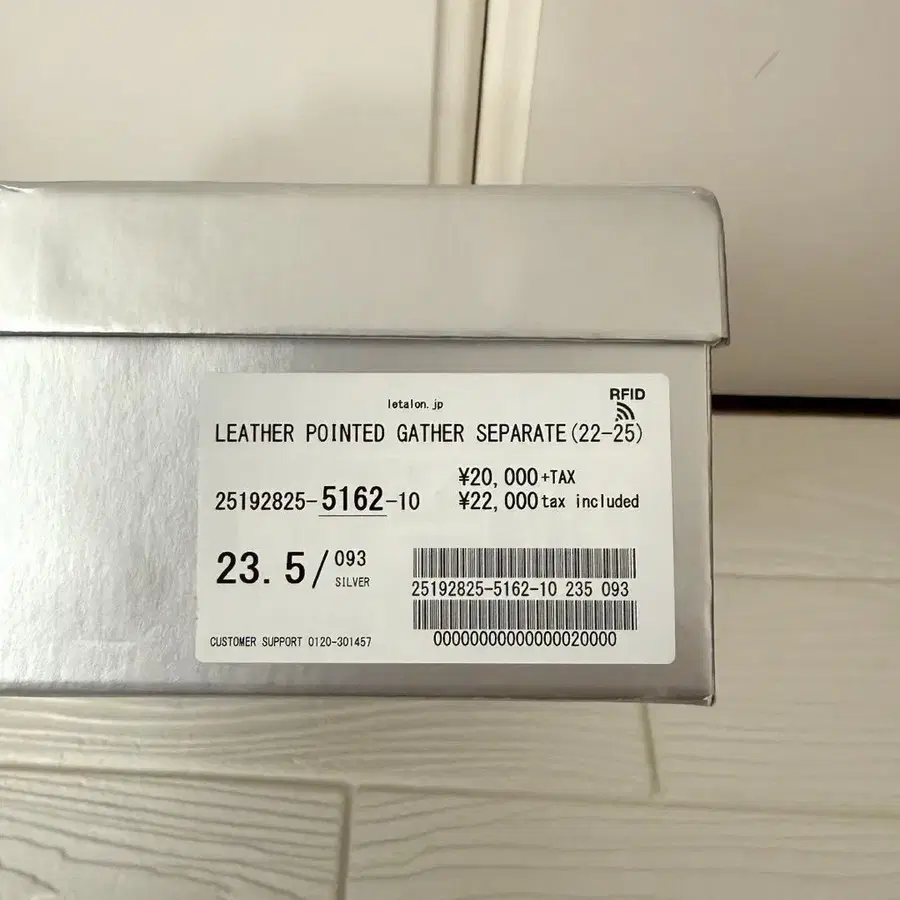 letalon.jp
RFID
LEATHER POINTED GATHER SEPARATE(22-25)
¥20,000+TAX
25192825-5162-10
¥22,000tax included
23.5/093
SILVER
25192825-5162-10 235 093
CUSTOMER SUPPORT 0120-301457
00000000000000020000